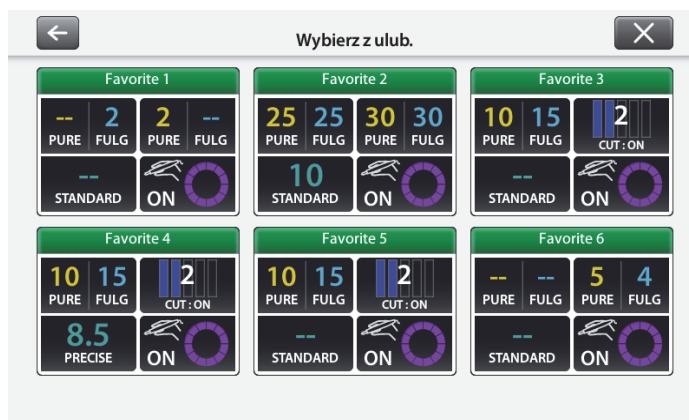 Wybierz z ulub.
Favorite 1
-- 2 2 --
PURE FULG PURE FULG
--
STANDARD ON
Favorite 2
25 25 30 30
PURE FULG PURE FULG
10
STANDARD ON
Favorite 3
10 15 2
PURE FULG CUT : ON
--
STANDARD ON
Favorite 4
10 15 2
PURE FULG CUT : ON
8.5
PRECISE ON
Favorite 5
10 15 2
PURE FULG CUT : ON
--
STANDARD ON
Favorite 6
-- -- 5 4
PURE FULG PURE FULG
--
STANDARD ON